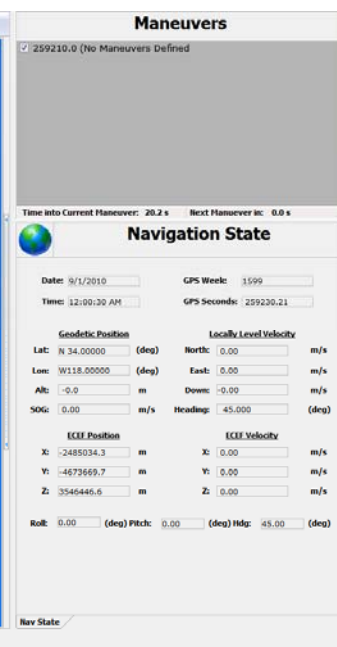 Maneuvers
259210.0 (No Maneuvers Defined
Time into Current Maneuver: 20.2 s Next Manuever in: 0.0 s
Navigation State
Date: 9/1/2010 GPS Week: 1599
Time: 12:00:30 AM GPS Seconds: 259230.21
Geodetic Position Locally Level Velocity
Lat: N 34.00000 (deg) North: 0.00 m/s
Lon: W118.00000 (deg) East: 0.00 m/s
Alt: -0.0 m Down: -0.00 m/s
SOG: 0.00 m/s Heading: 45.000 (deg)
ECEF Position ECEF Velocity
X: -2485034.3 m X: 0.00 m/s
Y: -4673669.7 m Y: 0.00 m/s
Z: 3546446.6 m Z: 0.00 m/s
Roll: 0.00 (deg) Pitch: 0.00 (deg) Hdg: 45.00 (deg)
Nav State